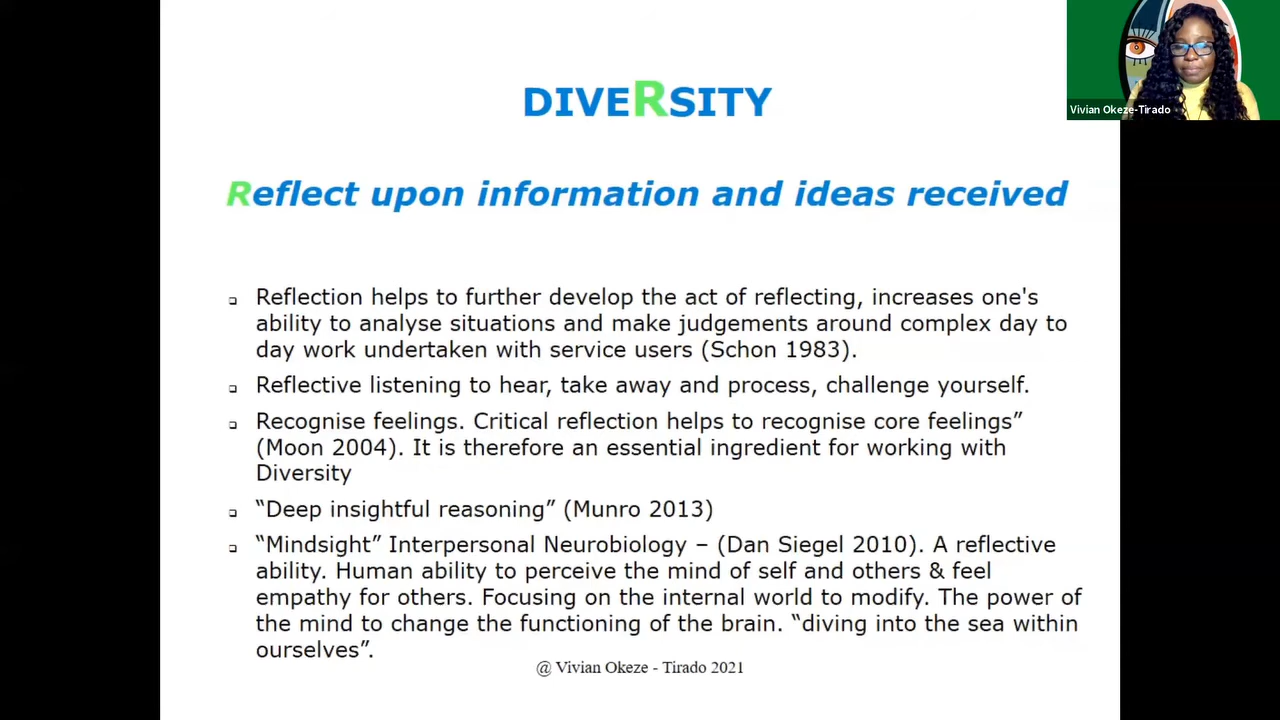 DIVERSITY
Vivian Okeze-Tirado
Reflect upon information and ideas received
Reflection helps to further develop the act of reflecting, increases one's
ability to analyse situations and make judgements around complex day to
day work undertaken with service users (Schon 1983).
Reflective listening to hear, take away and process, challenge yourself.
Recognise feelings. Critical reflection helps to recognise core feelings”
(Moon 2004). It is therefore an essential ingredient for working with
Diversity
“Deep insightful reasoning” (Munro 2013)
“Mindsight” Interpersonal Neurobiology – (Dan Siegel 2010). A reflective
ability. Human ability to perceive the mind of self and others & feel
empathy for others. Focusing on the internal world to modify. The power of
the mind to change the functioning of the brain. “diving into the sea within
ourselves”.
@ Vivian Okeze - Tirado 2021